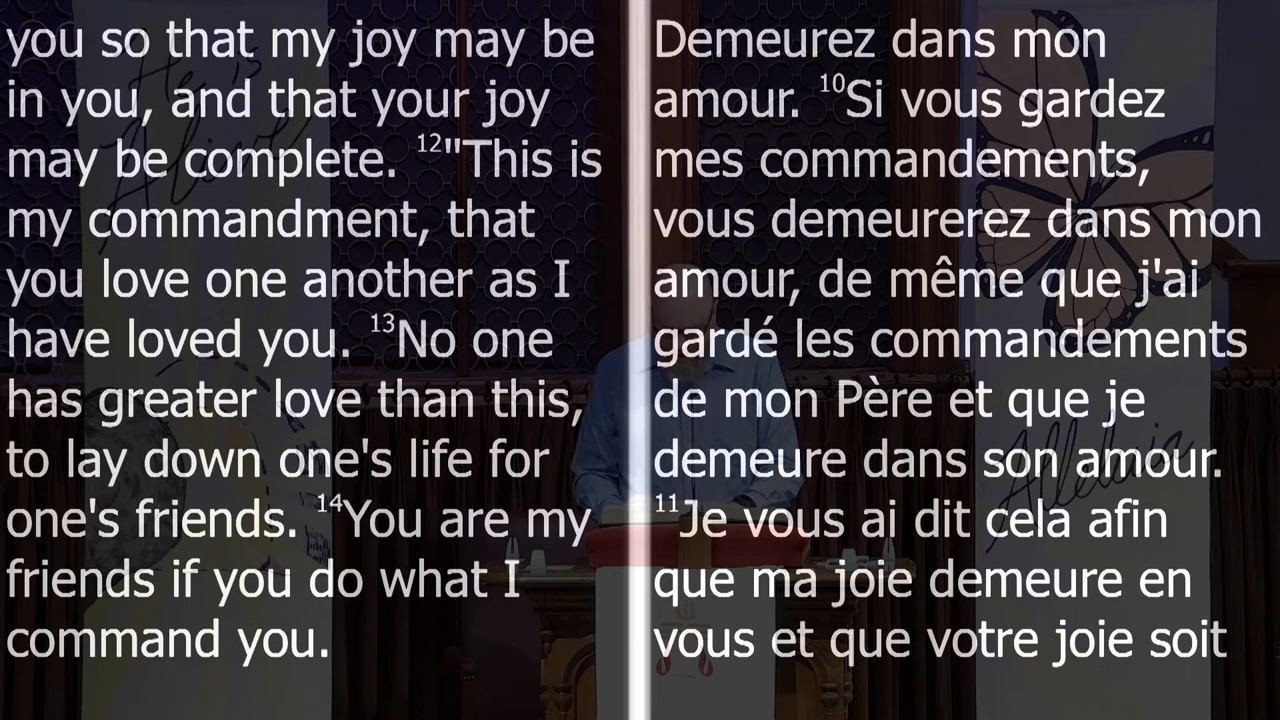 you so that my joy may be
in you, and that your joy
may be complete. 12"This is
my commandment, that
you love one another as I
have loved you. 13No one
has greater love than this,
to lay down one's life for
one's friends. 14You are my
friends if you do what I
command you.
Demeurez dans mon
amour. 10Si vous gardez
mes commandements,
vous demeurerez dans mon
amour, de même que j'ai
gardé les commandements
de mon Père et que je
demeure dans son amour.
11Je vous ai dit cela afin
que ma joie demeure en
vous et que votre joie soit
He is
Alive
Alleluia